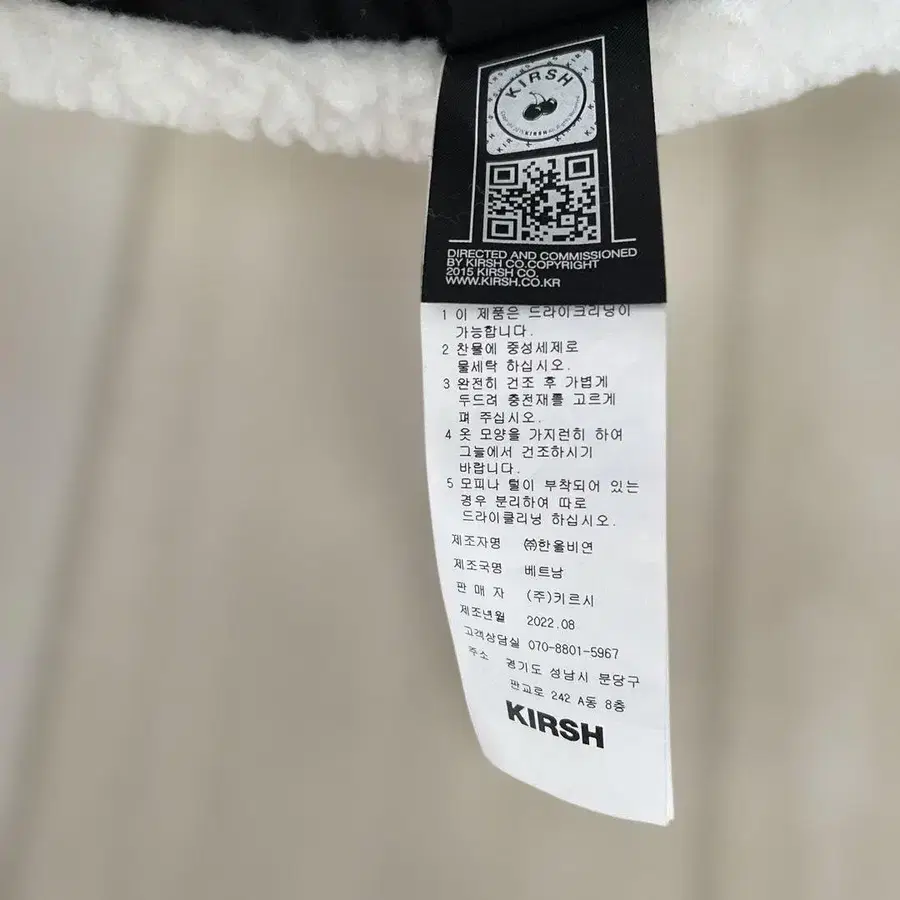 KIRSH
DIRECTED AND COMMISSIONED
BY KIRSH CO.COPYRIGHT
2015 KIRSH CO.
WWW.KIRSH.CO.KR
1 이 제품은 드라이크리닝이
가능합니다.
2 찬물에 중성세제로
물세탁 하십시오.
3 완전히 건조 후 가볍게
두드려 충전재를 고르게
펴 주십시오.
4 옷 모양을 가지런히 하여
그늘에서 건조하시기
바랍니다.
5 모피나 털이 부착되어 있는
경우 분리하여 따로
드라이클리닝 하십시오.
제조자명 ㈜한올비연
제조국명 베트남
판 매 자 (주)키르시
제조년월 2022.08
고객상담실 070-8801-5967
주소 경기도 성남시 분당구
판교로 242 A동 8층
KIRSH